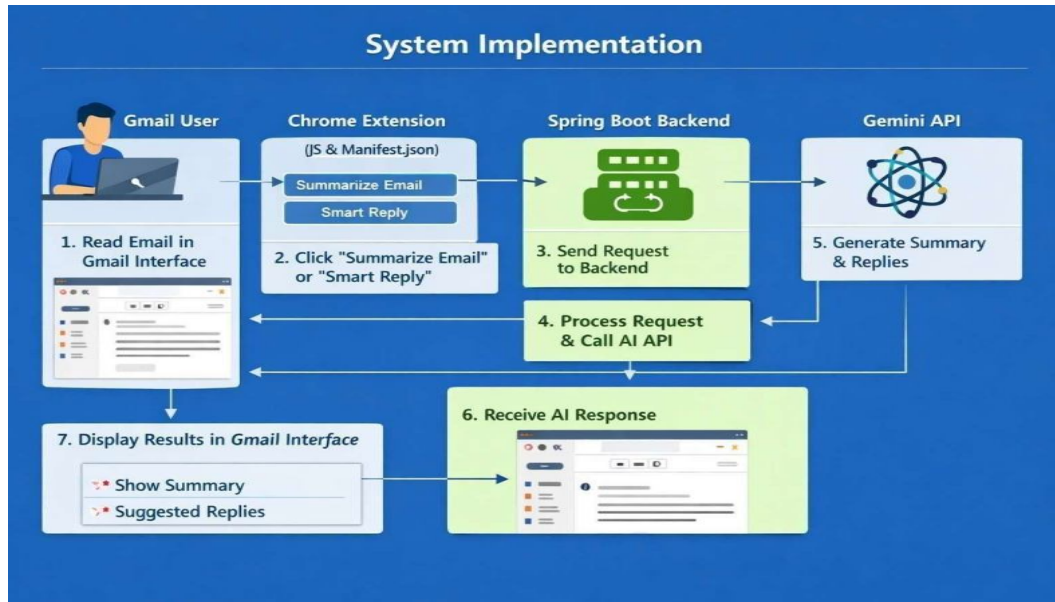 System Implementation
Gmail User
Chrome Extension
Spring Boot Backend
Gemini API
(JS & Manifest.json)
Summariize Email
Smart Reply
1. Read Email in
Gmail Interface
2. Click "Summarize Email"
or "Smart Reply"
3. Send Request
to Backend
5. Generate Summary
& Replies
4. Process Request
& Call AI API
6. Receive AI Response
7. Display Results in Gmail Interface
Show Summary
Suggested Replies